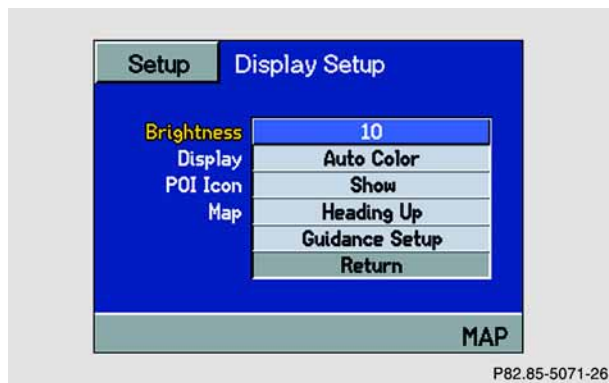 Setup Display Setup
Brightness 10
Display Auto Color
POI Icon Show
Map Heading Up
Guidance Setup
Return
MAP
P82.85-5071-26